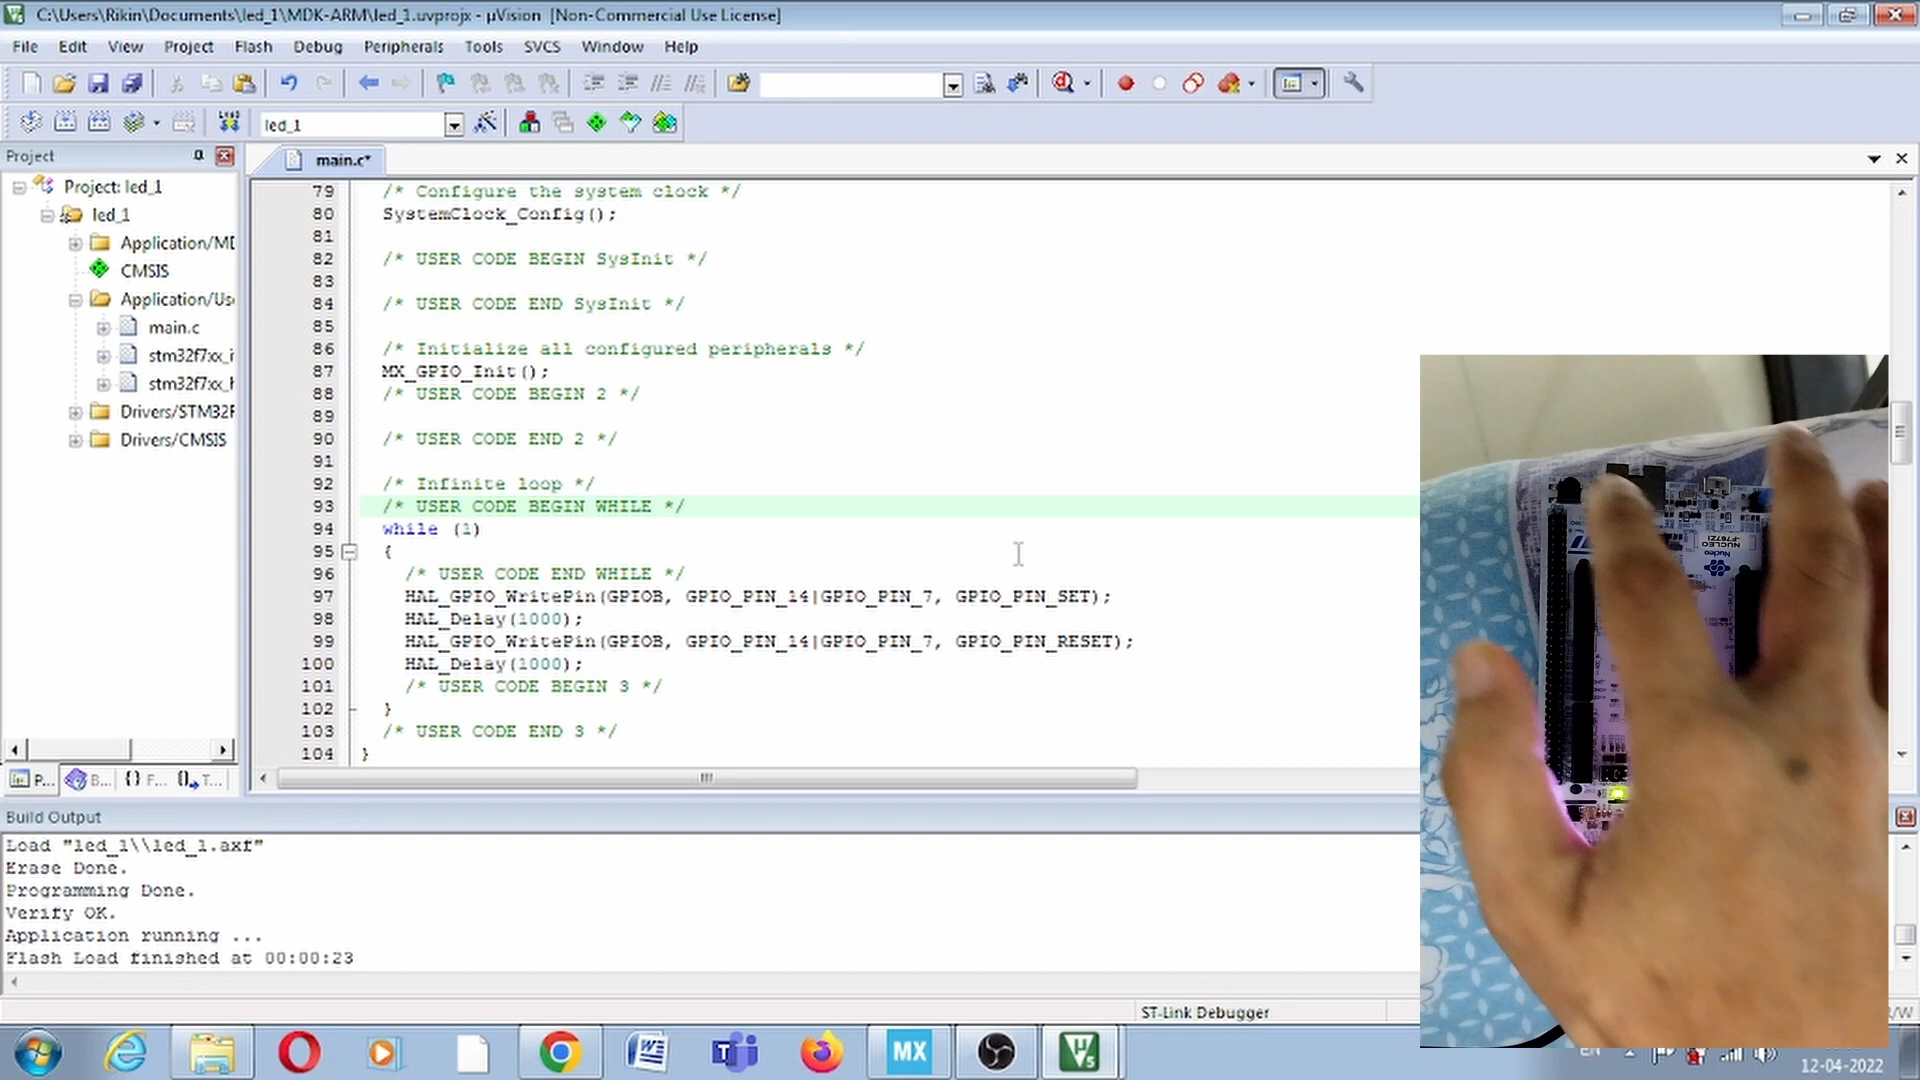 C:\Users\Rikin\Documents\led_1\MDK-ARM\led_1.uvprojx - µVision [Non-Commercial Use License]
File Edit View Project Flash Debug Peripherals Tools SVCS Window Help
led_1
Project
main.c*
Project: led_1
led_1
Application/MD
CMSIS
Application/Use
main.c
stm32f7xx_i
stm32f7xx_h
Drivers/STM32F
Drivers/CMSIS
P... B... {} F... T...
79 /* Configure the system clock */
80 SystemClock_Config();
81
82 /* USER CODE BEGIN SysInit */
83
84 /* USER CODE END SysInit */
85
86 /* Initialize all configured peripherals */
87 MX_GPIO_Init();
88 /* USER CODE BEGIN 2 */
89
90 /* USER CODE END 2 */
91
92 /* Infinite loop */
93 /* USER CODE BEGIN WHILE */
94 while (1)
95 {
96 /* USER CODE END WHILE */
97 HAL_GPIO_WritePin(GPIOB, GPIO_PIN_14|GPIO_PIN_7, GPIO_PIN_SET);
98 HAL_Delay(1000);
99 HAL_GPIO_WritePin(GPIOB, GPIO_PIN_14|GPIO_PIN_7, GPIO_PIN_RESET);
100 HAL_Delay(1000);
101 /* USER CODE BEGIN 3 */
102 }
103 /* USER CODE END 3 */
104 }
NUCLEO
-F767ZI
Nucleo
Build Output
Load "led_1\\led_1.axf"
Erase Done.
Programming Done.
Verify OK.
Application running ...
Flash Load finished at 00:00:23
ST-Link Debugger
R/W
MX
EN
12-04-2022